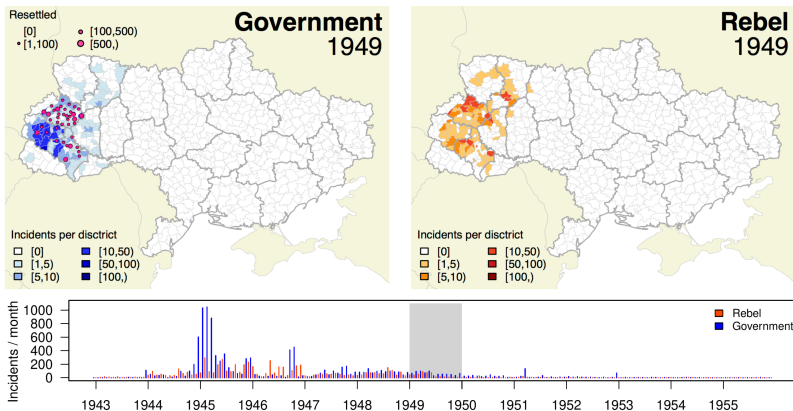 Resettled
[0]
[1,100)
[100,500)
[500,)
Government
1949
Incidents per disctrict
[0]
[1,5)
[5,10)
[10,50)
[50,100)
[100,)
Rebel
1949
Incidents per disctrict
[0]
[1,5)
[5,10)
[10,50)
[50,100)
[100,)
Incidents / month
1000
800
600
400
200
0
Rebel
Government
1943 1944 1945 1946 1947 1948 1949 1950 1951 1952 1953 1954 1955